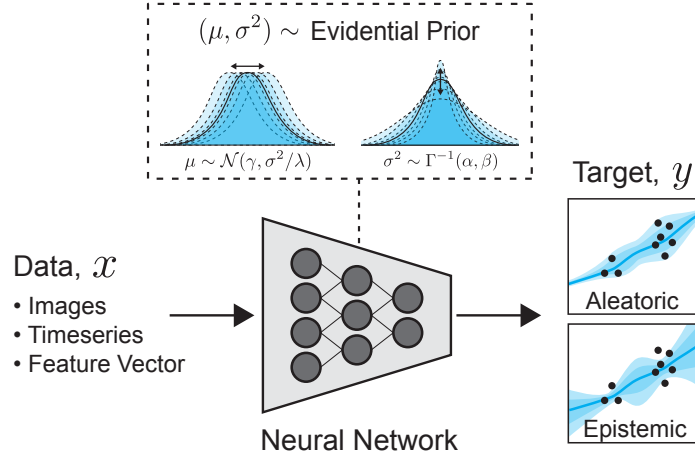 (μ, σ²) ∼ Evidential Prior
μ ∼ 𝒩(γ, σ²/λ)
σ² ∼ Γ⁻¹(α, β)
Target, y
Data, x
• Images
• Timeseries
• Feature Vector
Aleatoric
Epistemic
Neural Network